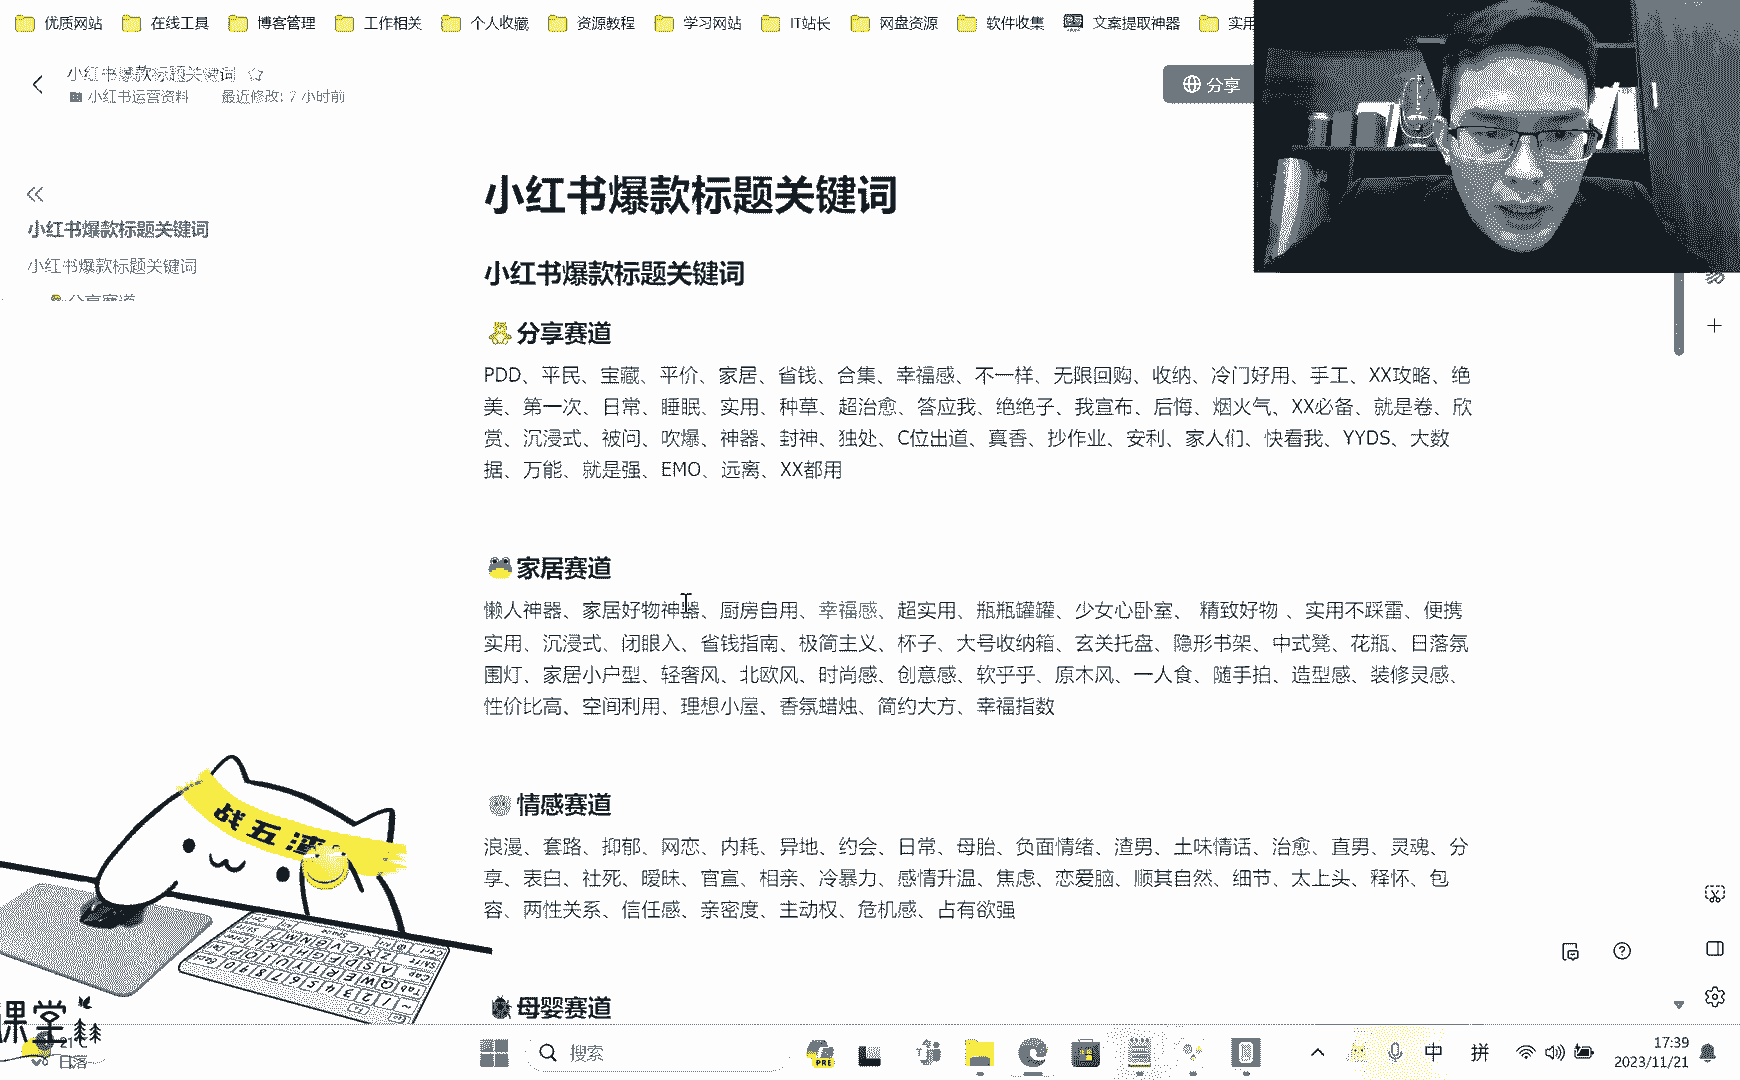 优质网站 在线工具 博客管理 工作相关 个人收藏 资源教程 学习网站 IT站长 网盘资源 软件收集 文案提取神器 实用
小红书爆款标题关键词
小红书运营资料 最近修改: 7 小时前
分享
小红书爆款标题关键词
小红书爆款标题关键词
分享赛道
小红书爆款标题关键词
小红书爆款标题关键词
分享赛道
PDD、平民、宝藏、平价、家居、省钱、合集、幸福感、不一样、无限回购、收纳、冷门好用、手工、XX攻略、绝
美、第一次、日常、睡眠、实用、种草、超治愈、答应我、绝绝子、我宣布、后悔、烟火气、XX必备、就是卷、欣
赏、沉浸式、被问、吹爆、神器、封神、独处、C位出道、真香、抄作业、安利、家人们、快看我、YYDS、大数
据、万能、就是强、EMO、远离、XX都用
家居赛道
懒人神器、家居好物神器、厨房自用、幸福感、超实用、瓶瓶罐罐、少女心卧室、 精致好物 、实用不踩雷、便携
实用、沉浸式、闭眼入、省钱指南、极简主义、杯子、大号收纳箱、玄关托盘、隐形书架、中式凳、花瓶、日落氛
围灯、家居小户型、轻奢风、北欧风、时尚感、创意感、软乎乎、原木风、一人食、随手拍、造型感、装修灵感、
性价比高、空间利用、理想小屋、香氛蜡烛、简约大方、幸福指数
情感赛道
浪漫、套路、抑郁、网恋、内耗、异地、约会、日常、母胎、负面情绪、渣男、土味情话、治愈、直男、灵魂、分
享、表白、社死、暧昧、官宣、相亲、冷暴力、感情升温、焦虑、恋爱脑、顺其自然、细节、太上头、释怀、包
容、两性关系、信任感、亲密度、主动权、危机感、占有欲强
母婴赛道
战五渣
课堂
日落
搜索
PRE
中 拼
17:39
2023/11/21